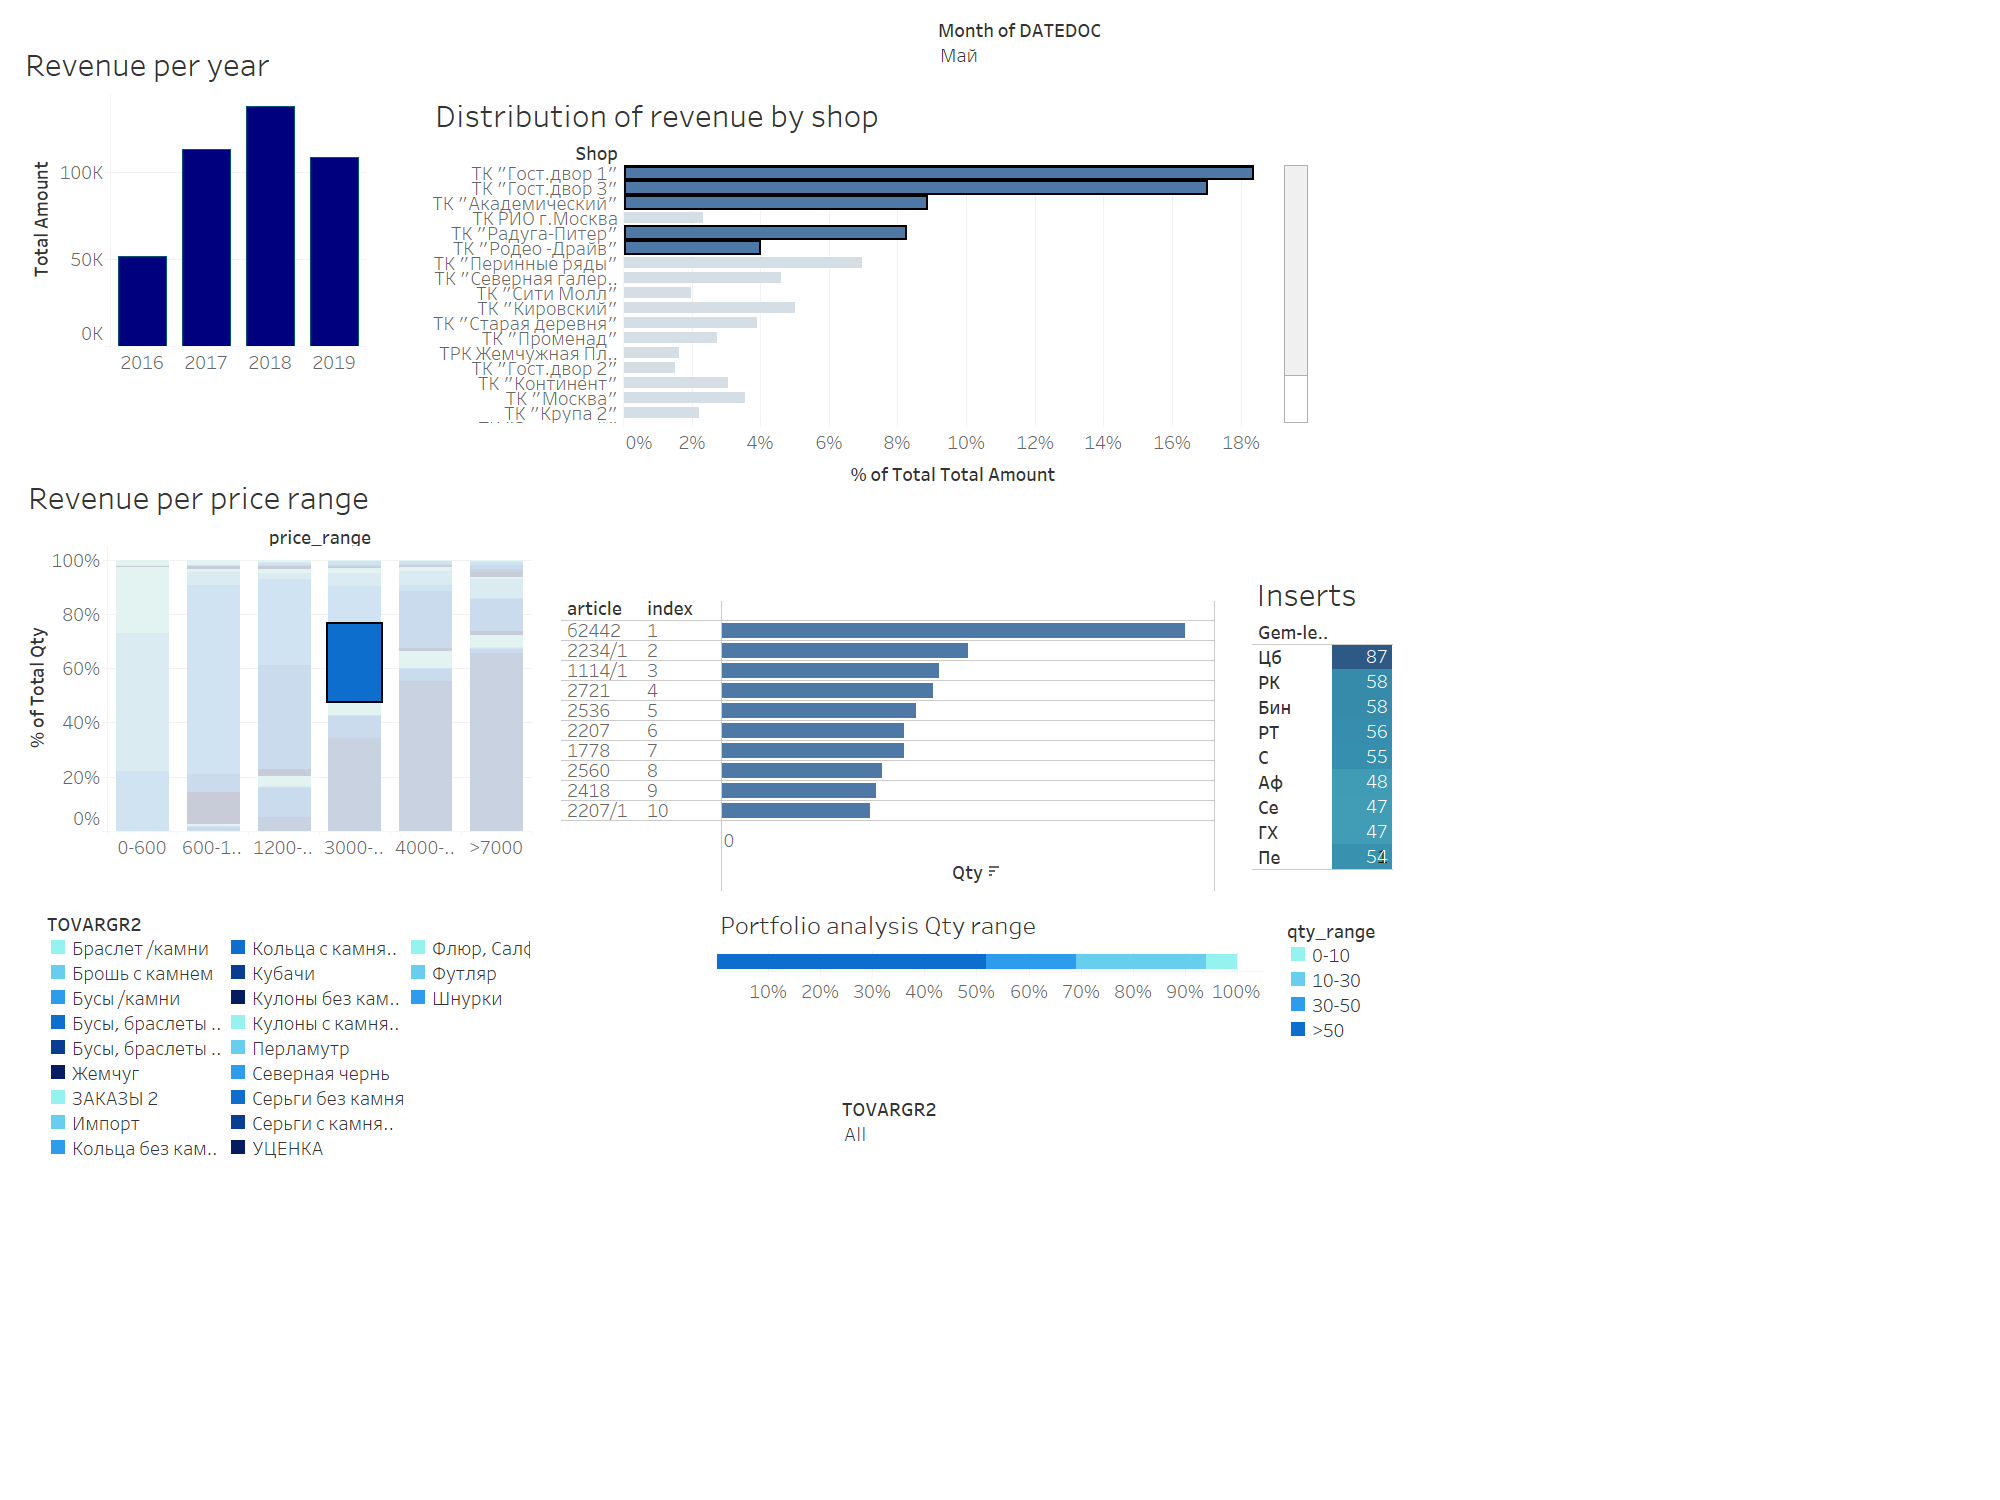 Month of DATEDOC
Май
Revenue per year
Total Amount
100K
50K
0K
2016 2017 2018 2019
Distribution of revenue by shop
Shop
ТК "Гост.двор 1"
ТК "Гост.двор 3"
ТК "Академический"
ТК РИО г.Москва
ТК "Радуга-Питер"
ТК "Родео -Драйв"
ТК "Перинные ряды"
ТК "Северная галер..
ТК "Сити Молл"
ТК "Кировский"
ТК "Старая деревня"
ТК "Променад"
ТРК Жемчужная Пл..
ТК "Гост.двор 2"
ТК "Континент"
ТК "Москва"
ТК "Крупа 2"
0% 2% 4% 6% 8% 10% 12% 14% 16% 18%
% of Total Total Amount
Revenue per price range
price_range
% of Total Qty
100%
80%
60%
40%
20%
0%
0-600 600-1.. 1200-.. 3000-.. 4000-.. >7000
article index
62442 1
2234/1 2
1114/1 3
2721 4
2536 5
2207 6
1778 7
2560 8
2418 9
2207/1 10
0
Qty
Inserts
Gem-le..
Цб 87
РК 58
Бин 58
РТ 56
С 55
Аф 48
Се 47
ГХ 47
Пе 54
TOVARGR2
Браслет /камни
Брошь с камнем
Бусы /камни
Бусы, браслеты ..
Бусы, браслеты ..
Жемчуг
ЗАКАЗЫ 2
Импорт
Кольца без кам..
Кольца с камня..
Кубачи
Кулоны без кам..
Кулоны с камня..
Перламутр
Северная чернь
Серьги без камня
Серьги с камня..
УЦЕНКА
Флюр, Салф
Футляр
Шнурки
Portfolio analysis Qty range
10% 20% 30% 40% 50% 60% 70% 80% 90% 100%
qty_range
0-10
10-30
30-50
>50
TOVARGR2
All